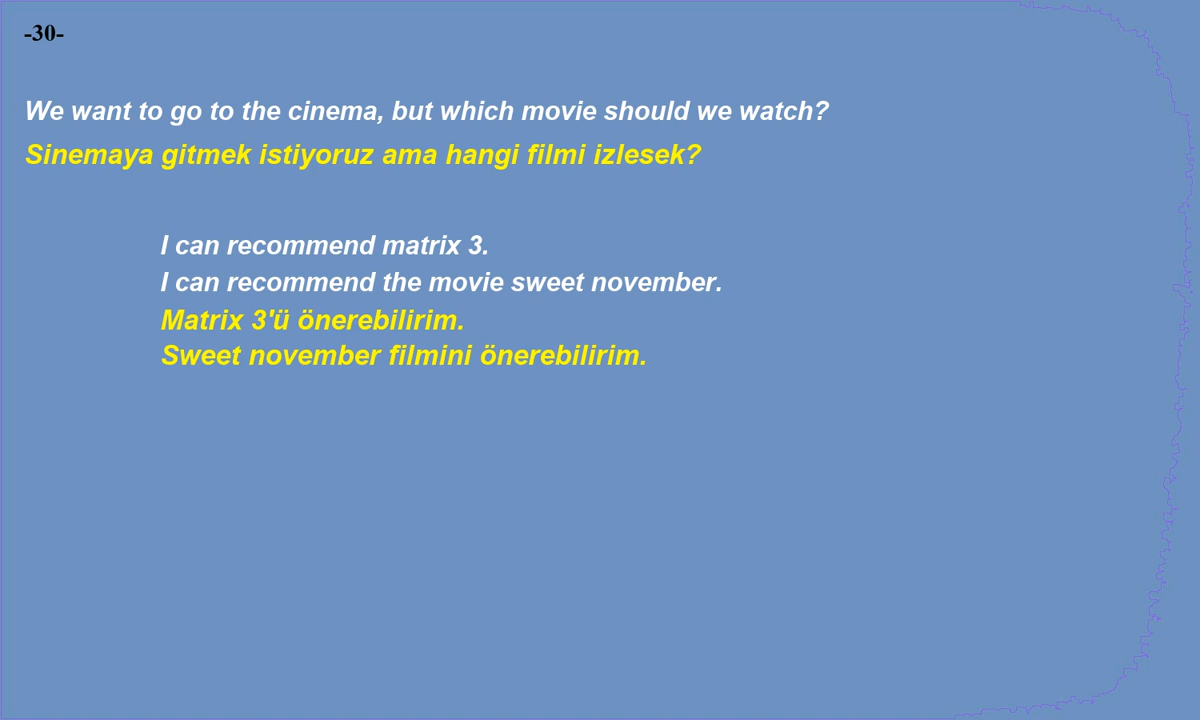 -30-
We want to go to the cinema, but which movie should we watch?
Sinemaya gitmek istiyoruz ama hangi filmi izlesek?
I can recommend matrix 3.
I can recommend the movie sweet november.
Matrix 3'ü önerebilirim.
Sweet november filmini önerebilirim.